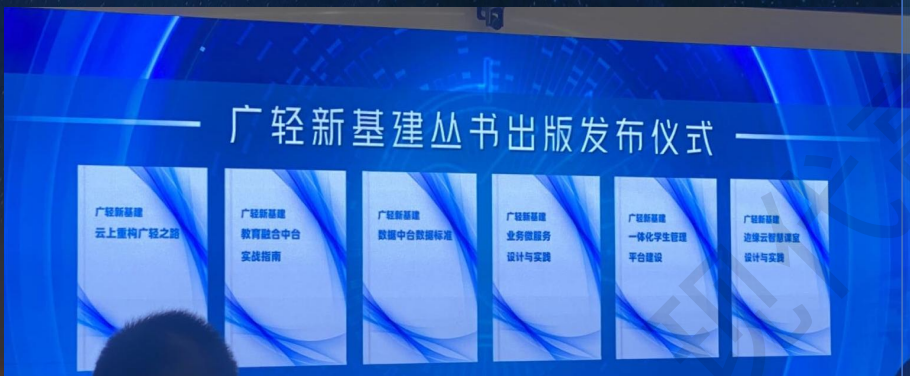 广轻新基建丛书出版发布仪式
广轻新基建
云上重构广轻之路
广轻新基建
教育融合中台
实战指南
广轻新基建
数据中台数据标准
广轻新基建
业务微服务
设计与实践
广轻新基建
一体化学生管理
平台建设
广轻新基建
边缘云智慧课室
设计与实践
现代